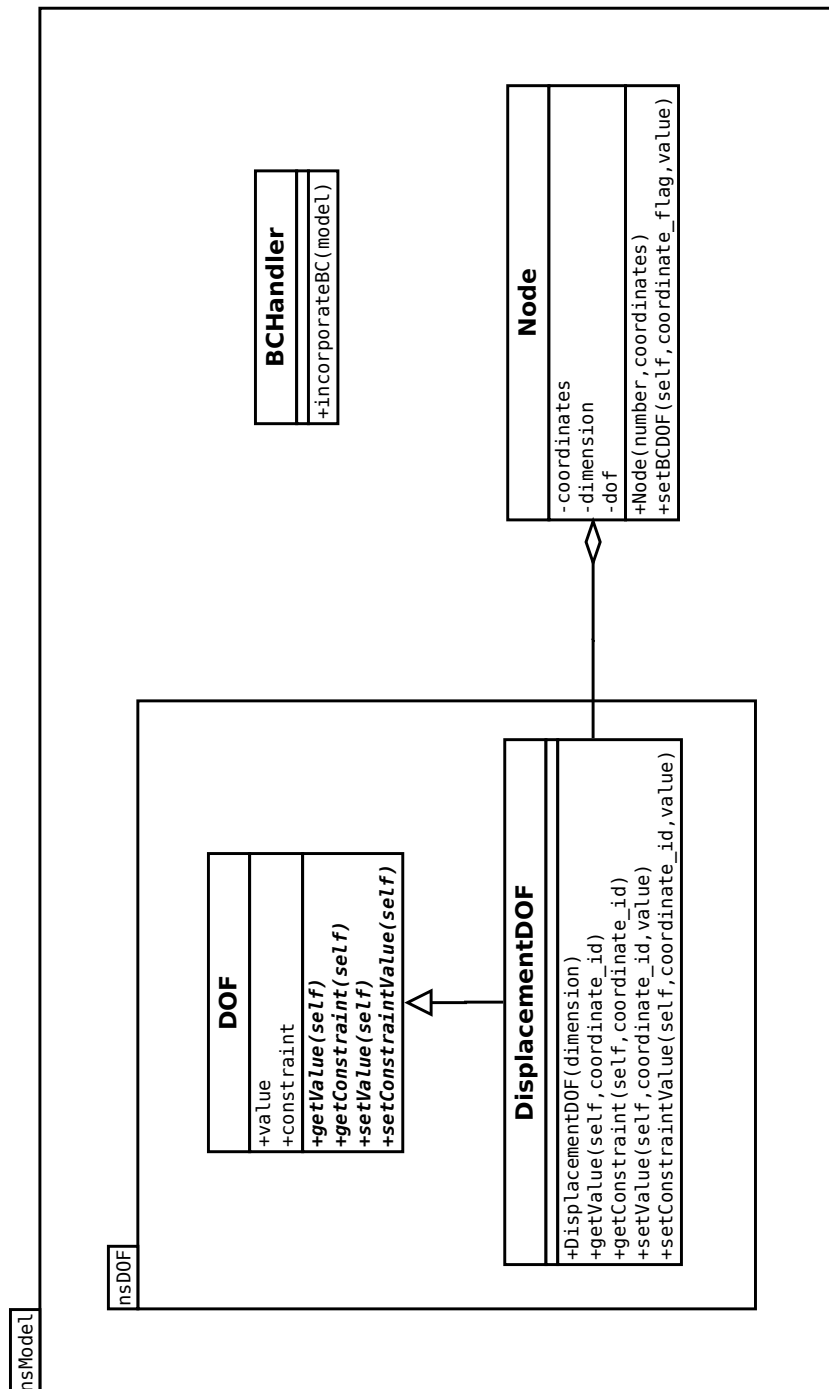 nsModel
nsDOF
DOF
+value
+constraint
+getValue(self)
+getConstraint(self)
+setValue(self)
+setConstraintValue(self)
DisplacementDOF
+DisplacementDOF(dimension)
+getValue(self,coordinate_id)
+getConstraint(self,coordinate_id)
+setValue(self,coordinate_id,value)
+setConstraintValue(self,coordinate_id,value)
BCHandler
+incorporateBC(model)
Node
-coordinates
-dimension
-dof
+Node(number,coordinates)
+setBCDOF(self,coordinate_flag,value)